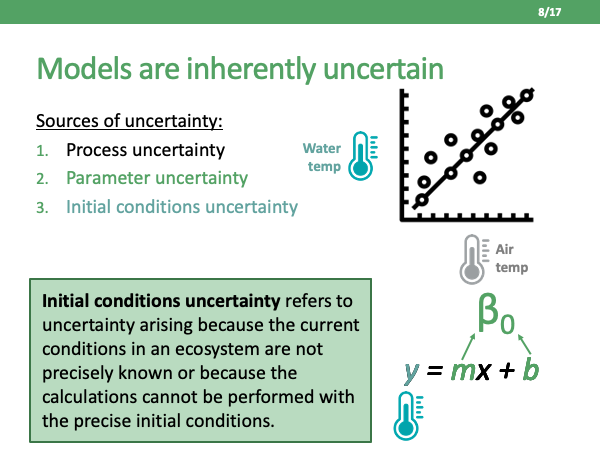 8/17
Models are inherently uncertain
Sources of uncertainty:
1. Process uncertainty
2. Parameter uncertainty
3. Initial conditions uncertainty
Water
temp
Air
temp
Initial conditions uncertainty refers to
uncertainty arising because the current
conditions in an ecosystem are not
precisely known or because the
calculations cannot be performed with
the precise initial conditions.
β₀
y = mx + b